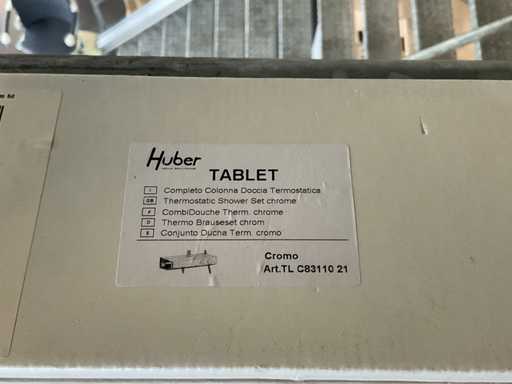 Huber
TABLET
I Completo Colonna Doccia Termostatica
GB Thermostatic Shower Set chrome
F CombiDouche Therm. chrome
D Thermo Brauseset chrom
E Conjunto Ducha Term. cromo
Cromo
Art.TL C83110 21